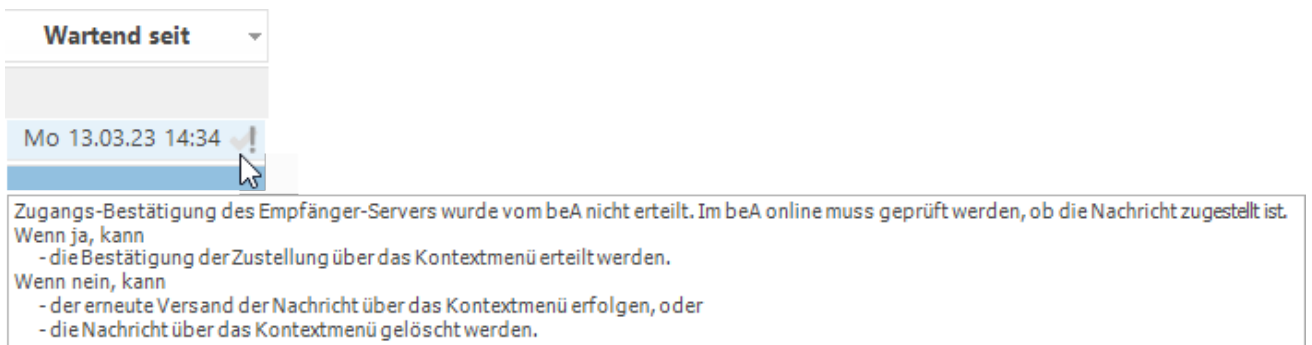 Wartend seit
Mo 13.03.23 14:34
Zugangs-Bestätigung des Empfänger-Servers wurde vom beA nicht erteilt. Im beA online muss geprüft werden, ob die Nachricht zugestellt ist.
Wenn ja, kann
- die Bestätigung der Zustellung über das Kontextmenü erteilt werden.
Wenn nein, kann
- der erneute Versand der Nachricht über das Kontextmenü erfolgen, oder
- die Nachricht über das Kontextmenü gelöscht werden.